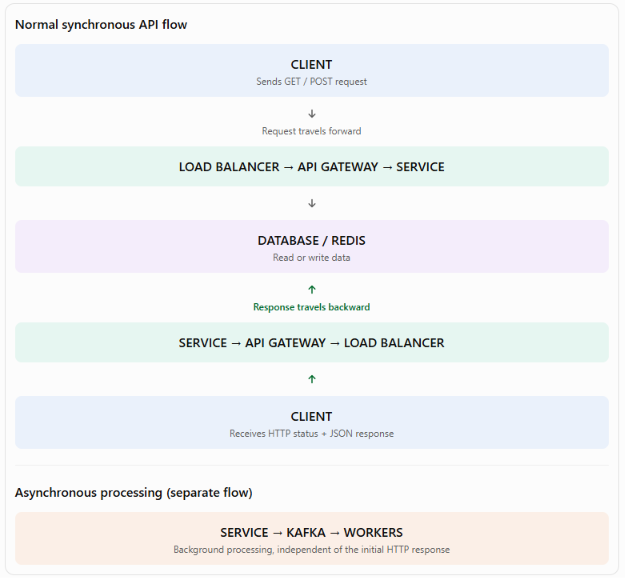 Normal synchronous API flow
CLIENT
Sends GET / POST request
↓
Request travels forward
LOAD BALANCER → API GATEWAY → SERVICE
↓
DATABASE / REDIS
Read or write data
↑
Response travels backward
SERVICE → API GATEWAY → LOAD BALANCER
↑
CLIENT
Receives HTTP status + JSON response
Asynchronous processing (separate flow)
SERVICE → KAFKA → WORKERS
Background processing, independent of the initial HTTP response